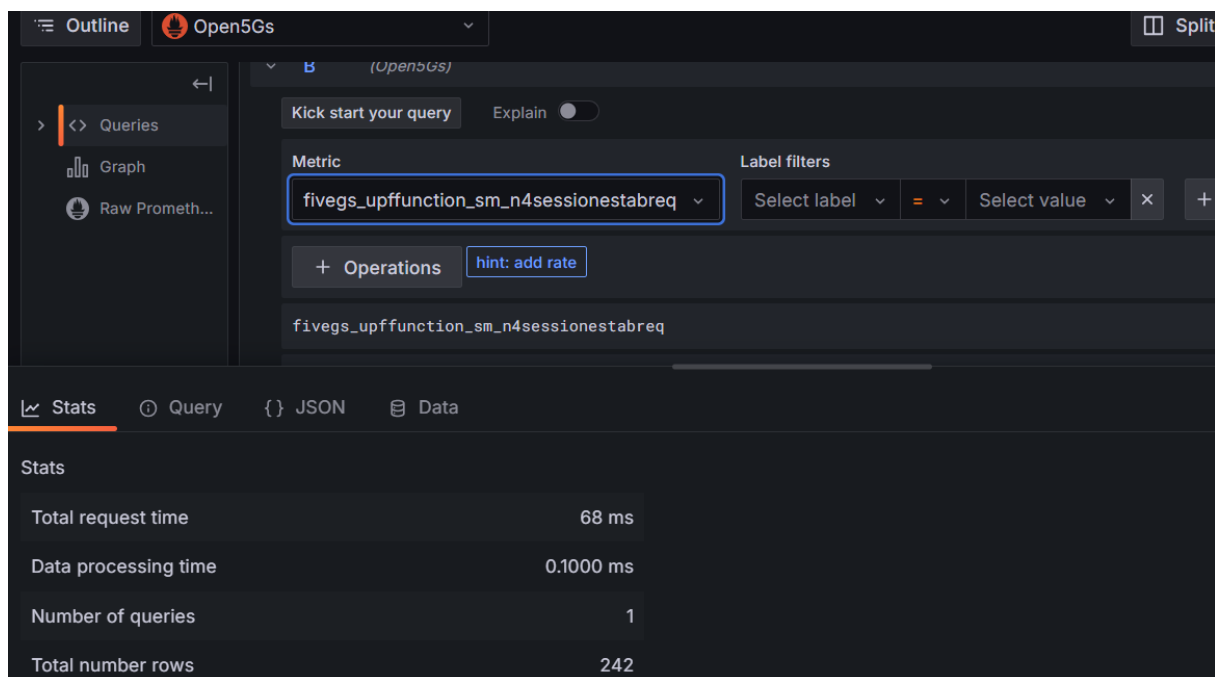 Outline
Open5Gs
Split
B (Open5Gs)
Queries
Graph
Raw Prometh...
Kick start your query
Explain
Metric
Label filters
fivegs_upffunction_sm_n4sessionestabreq
Select label
=
Select value
×
+
+ Operations
hint: add rate
fivegs_upffunction_sm_n4sessionestabreq
Stats
Query
{} JSON
Data
Stats
Total request time 68 ms
Data processing time 0.1000 ms
Number of queries 1
Total number rows 242